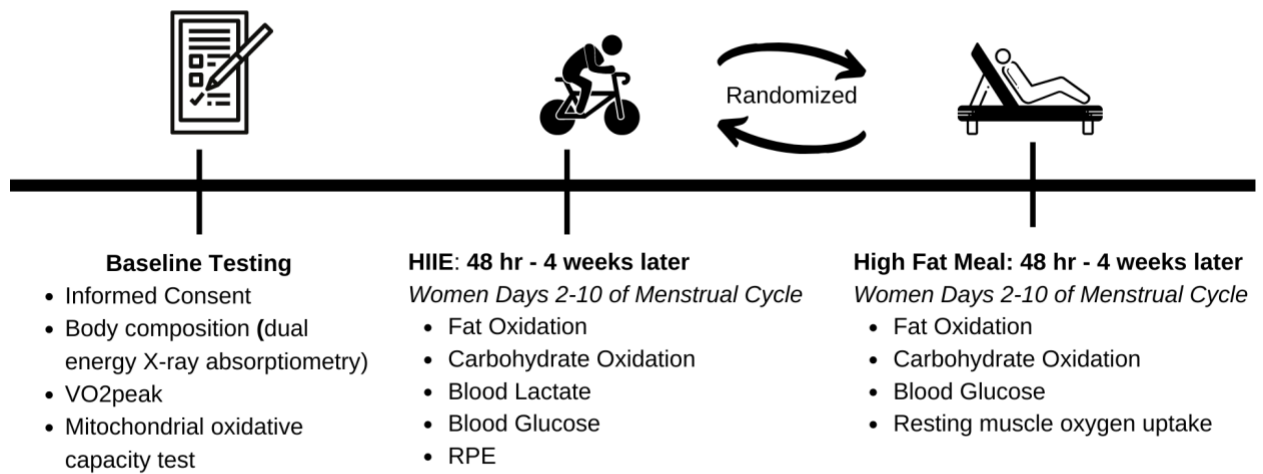 Randomized
Baseline Testing
• Informed Consent
• Body composition (dual
energy X-ray absorptiometry)
• VO2peak
• Mitochondrial oxidative
capacity test
HIIE: 48 hr - 4 weeks later
Women Days 2-10 of Menstrual Cycle
• Fat Oxidation
• Carbohydrate Oxidation
• Blood Lactate
• Blood Glucose
• RPE
High Fat Meal: 48 hr - 4 weeks later
Women Days 2-10 of Menstrual Cycle
• Fat Oxidation
• Carbohydrate Oxidation
• Blood Glucose
• Resting muscle oxygen uptake